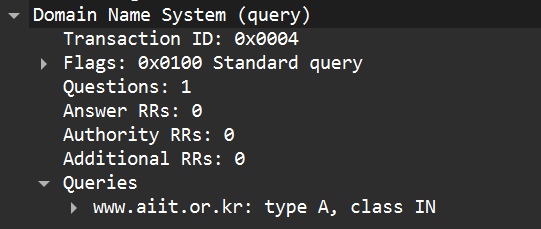 Domain Name System (query)
Transaction ID: 0x0004
Flags: 0x0100 Standard query
Questions: 1
Answer RRs: 0
Authority RRs: 0
Additional RRs: 0
Queries
www.aiit.or.kr: type A, class IN